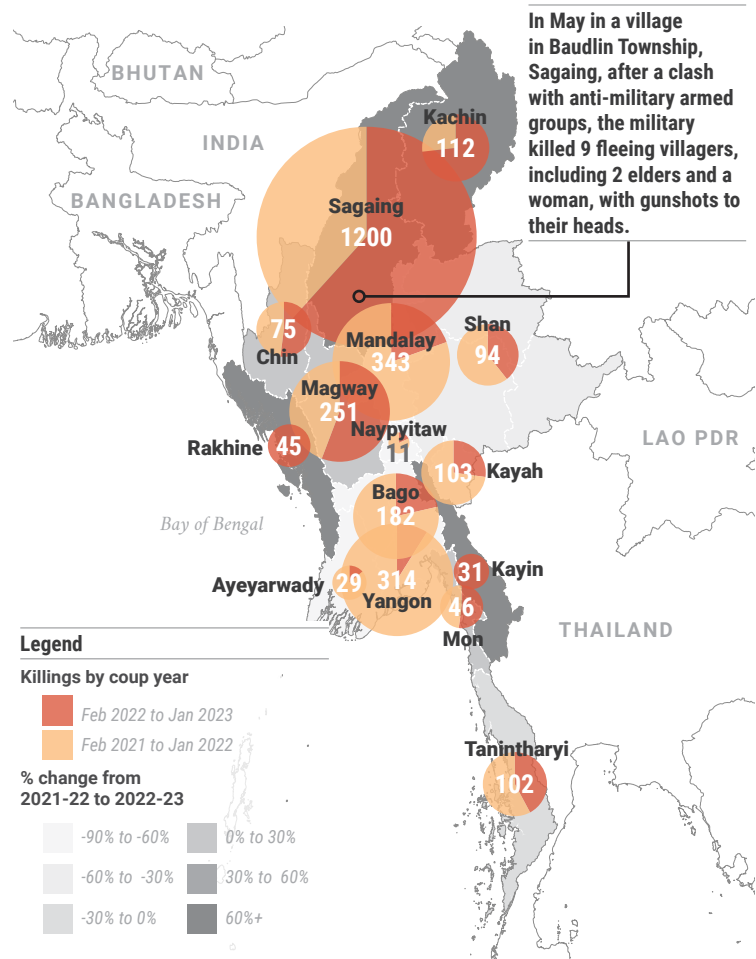 In May in a village
in Baudlin Township,
Sagaing, after a clash
with anti-military armed
groups, the military
killed 9 fleeing villagers,
including 2 elders and a
woman, with gunshots to
their heads.
BHUTAN
INDIA
BANGLADESH
Kachin
112
Sagaing
1200
75
Chin
Mandalay
343
Shan
94
Magway
251
Naypyitaw
11
Rakhine
45
LAO PDR
103
Kayah
Bago
182
Bay of Bengal
Ayeyarwady
29
314
Yangon
31
Kayin
46
Mon
THAILAND
Tanintharyi
102
Legend
Killings by coup year
Feb 2022 to Jan 2023
Feb 2021 to Jan 2022
% change from
2021-22 to 2022-23
-90% to -60%
0% to 30%
-60% to -30%
30% to 60%
-30% to 0%
60%+